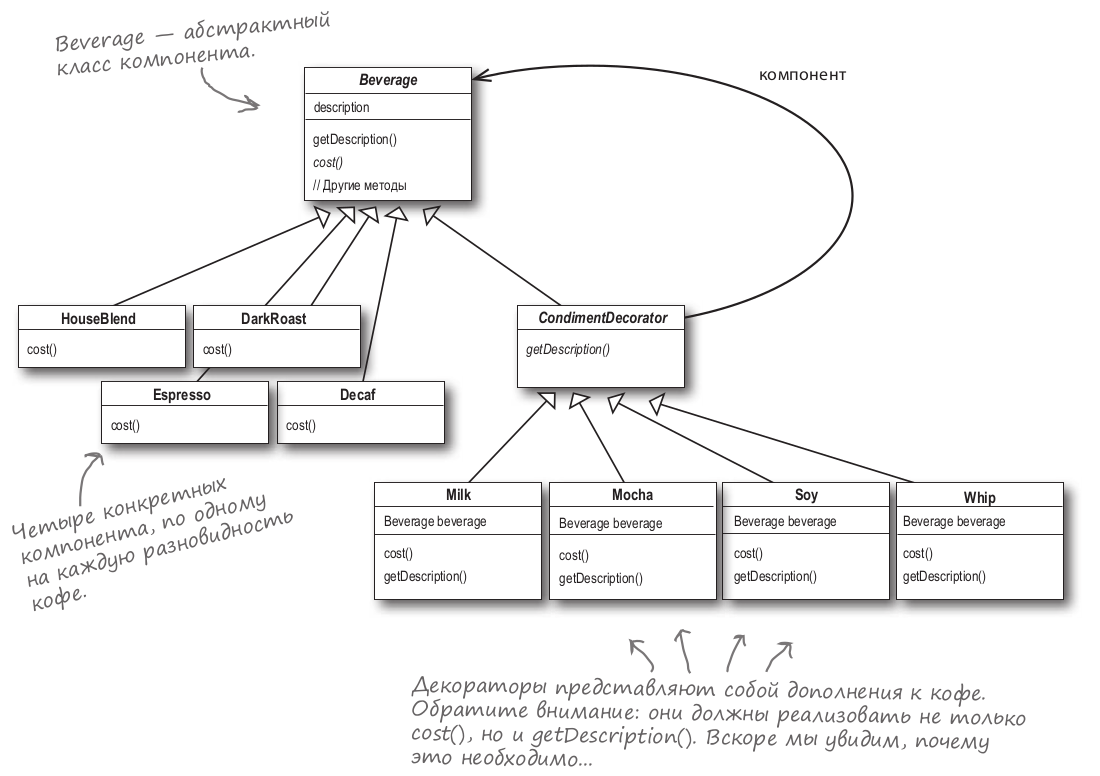 Beverage — абстрактный
класс компонента.
компонент
Beverage
description
getDescription()
cost()
// Другие методы
HouseBlend
cost()
DarkRoast
cost()
Espresso
cost()
Decaf
cost()
CondimentDecorator
getDescription()
Четыре конкретных
компонента, по одному
на каждую разновидность
кофе.
Milk
Beverage beverage
cost()
getDescription()
Mocha
Beverage beverage
cost()
getDescription()
Soy
Beverage beverage
cost()
getDescription()
Whip
Beverage beverage
cost()
getDescription()
Декораторы представляют собой дополнения к кофе.
Обратите внимание: они должны реализовать не только
cost(), но и getDescription(). Вскоре мы увидим, почему
это необходимо...